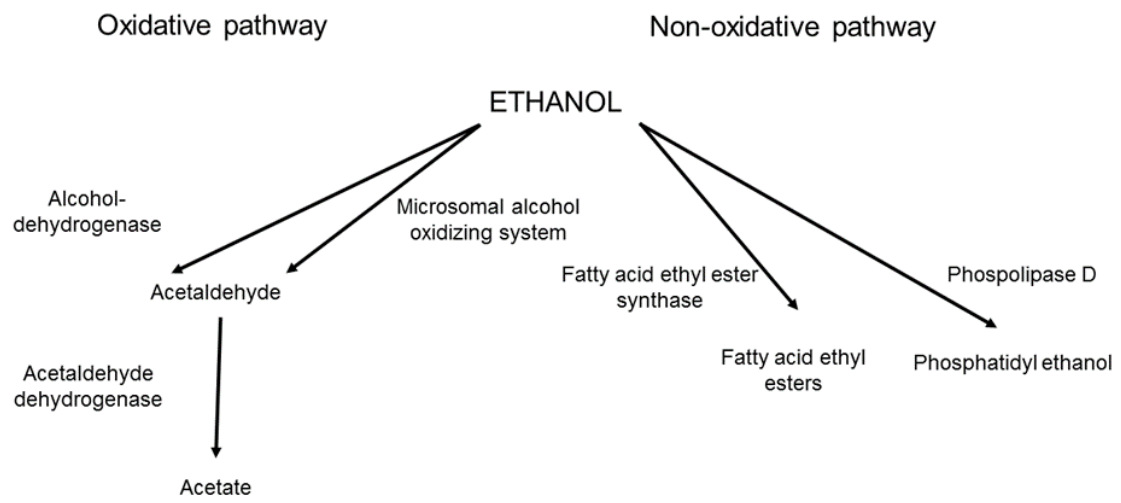 Oxidative pathway
Non-oxidative pathway
ETHANOL
Alcohol-
dehydrogenase
Microsomal alcohol
oxidizing system
Acetaldehyde
Fatty acid ethyl ester
synthase
Phospolipase D
Acetaldehyde
dehydrogenase
Fatty acid ethyl
esters
Phosphatidyl ethanol
Acetate